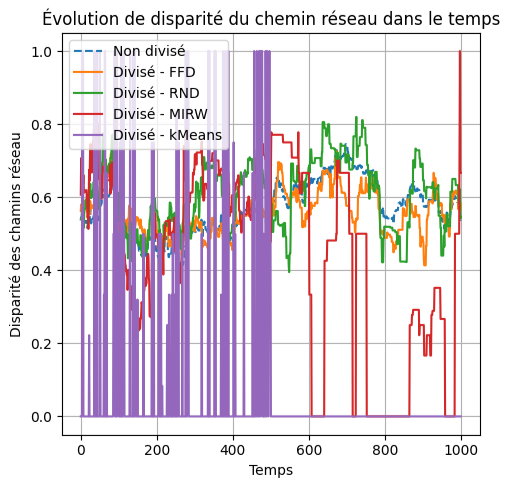 Évolution de disparité du chemin réseau dans le temps
Disparité des chamins réseau
1.0
0.8
0.6
0.4
0.2
0.0
Non divisé
Divisé - FFD
Divisé - RND
Divisé - MIRW
Divisé - kMeans
0
200
400
600
800
1000
Temps